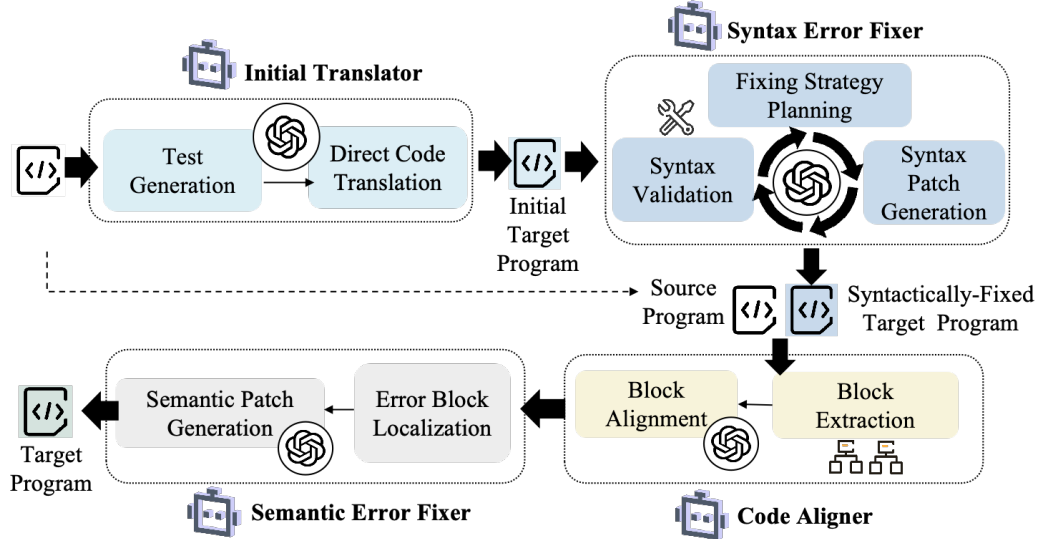 Initial Translator
Test
Generation
Direct Code
Translation
Initial
Target
Program
Syntax Error Fixer
Fixing Strategy
Planning
Syntax
Validation
Syntax
Patch
Generation
Source
Program
Syntactically-Fixed
Target Program
Block
Extraction
Block
Alignment
Code Aligner
Error Block
Localization
Semantic Patch
Generation
Semantic Error Fixer
Target
Program